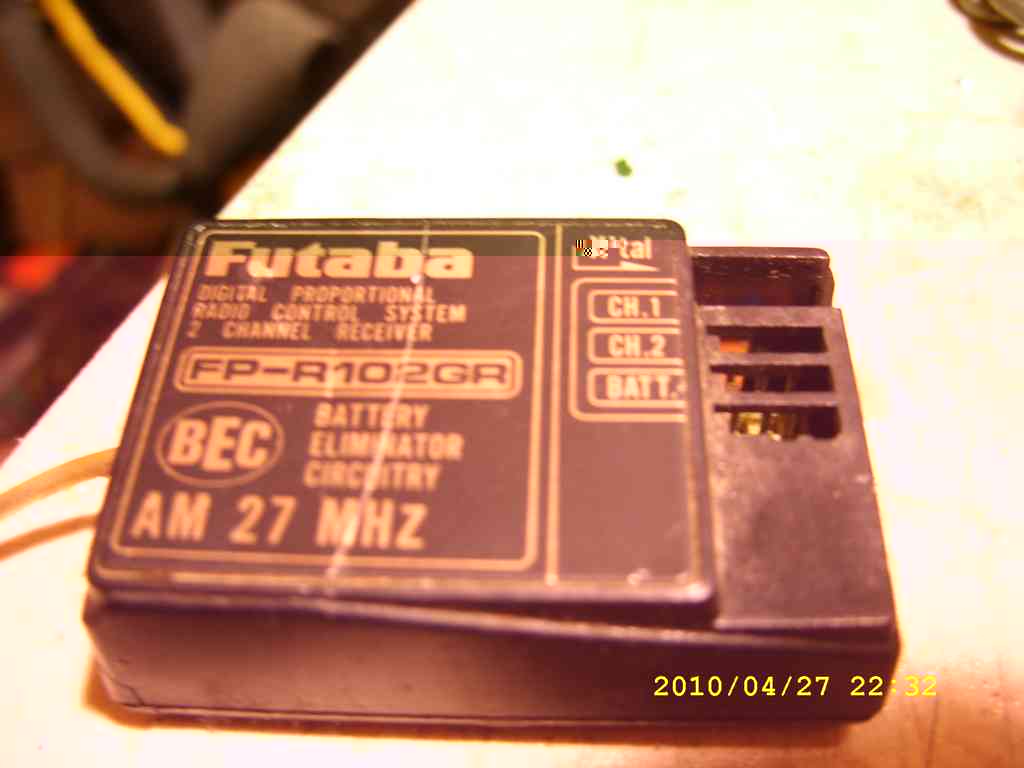 Futaba
DIGITAL PROPORTIONAL
RADIO CONTROL SYSTEM
2 CHANNEL RECEIVER
FP-R102GR
BEC
BATTERY
ELIMINATOR
CIRCUITRY
AM 27 MHZ
CH.1
CH.2
BATT.
2010/04/27 22:32